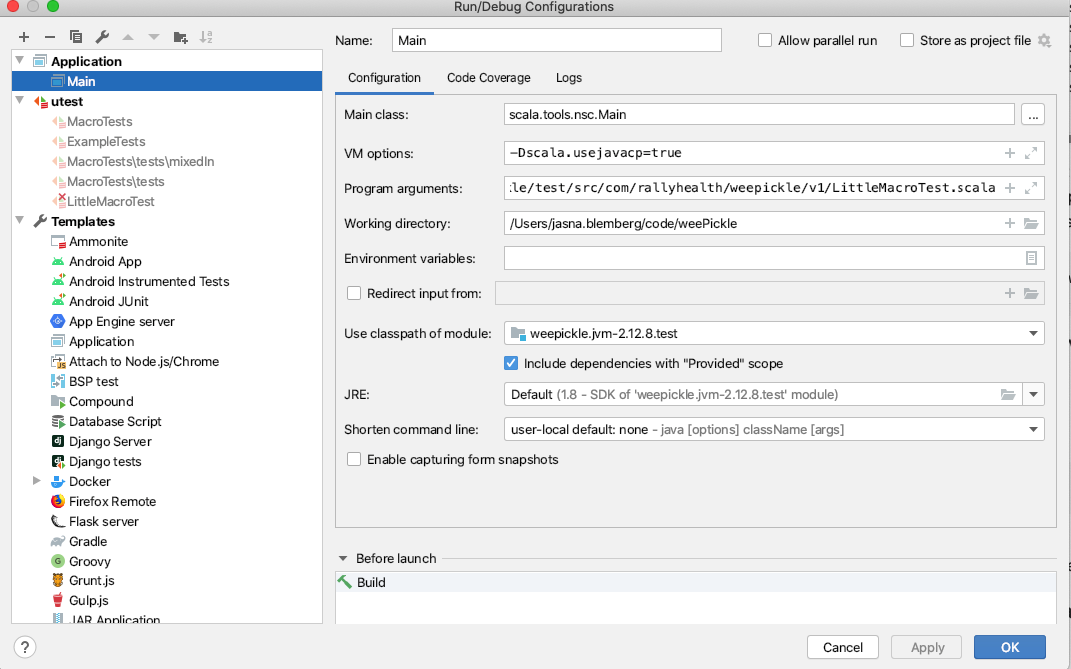 Run/Debug Configurations
Name: Main
Allow parallel run
Store as project file
Application
Main
utest
MacroTests
ExampleTests
MacroTests\tests\mixedIn
MacroTests\tests
LittleMacroTest
Templates
Ammonite
Android App
Android Instrumented Tests
Android JUnit
App Engine server
Application
Attach to Node.js/Chrome
BSP test
Compound
Database Script
Django Server
Django tests
Docker
Firefox Remote
Flask server
Gradle
Groovy
Grunt.js
Gulp.js
JAR Application
Configuration Code Coverage Logs
Main class: scala.tools.nsc.Main ...
VM options: -Dscala.usejavacp=true
Program arguments: :le/test/src/com/rallyhealth/weepickle/v1/LittleMacroTest.scala
Working directory: /Users/jasna.blemberg/code/weePickle
Environment variables:
Redirect input from:
Use classpath of module: weepickle.jvm-2.12.8.test
Include dependencies with "Provided" scope
JRE: Default (1.8 - SDK of 'weepickle.jvm-2.12.8.test' module)
Shorten command line: user-local default: none - java [options] className [args]
Enable capturing form snapshots
Before launch
Build
? Cancel Apply OK